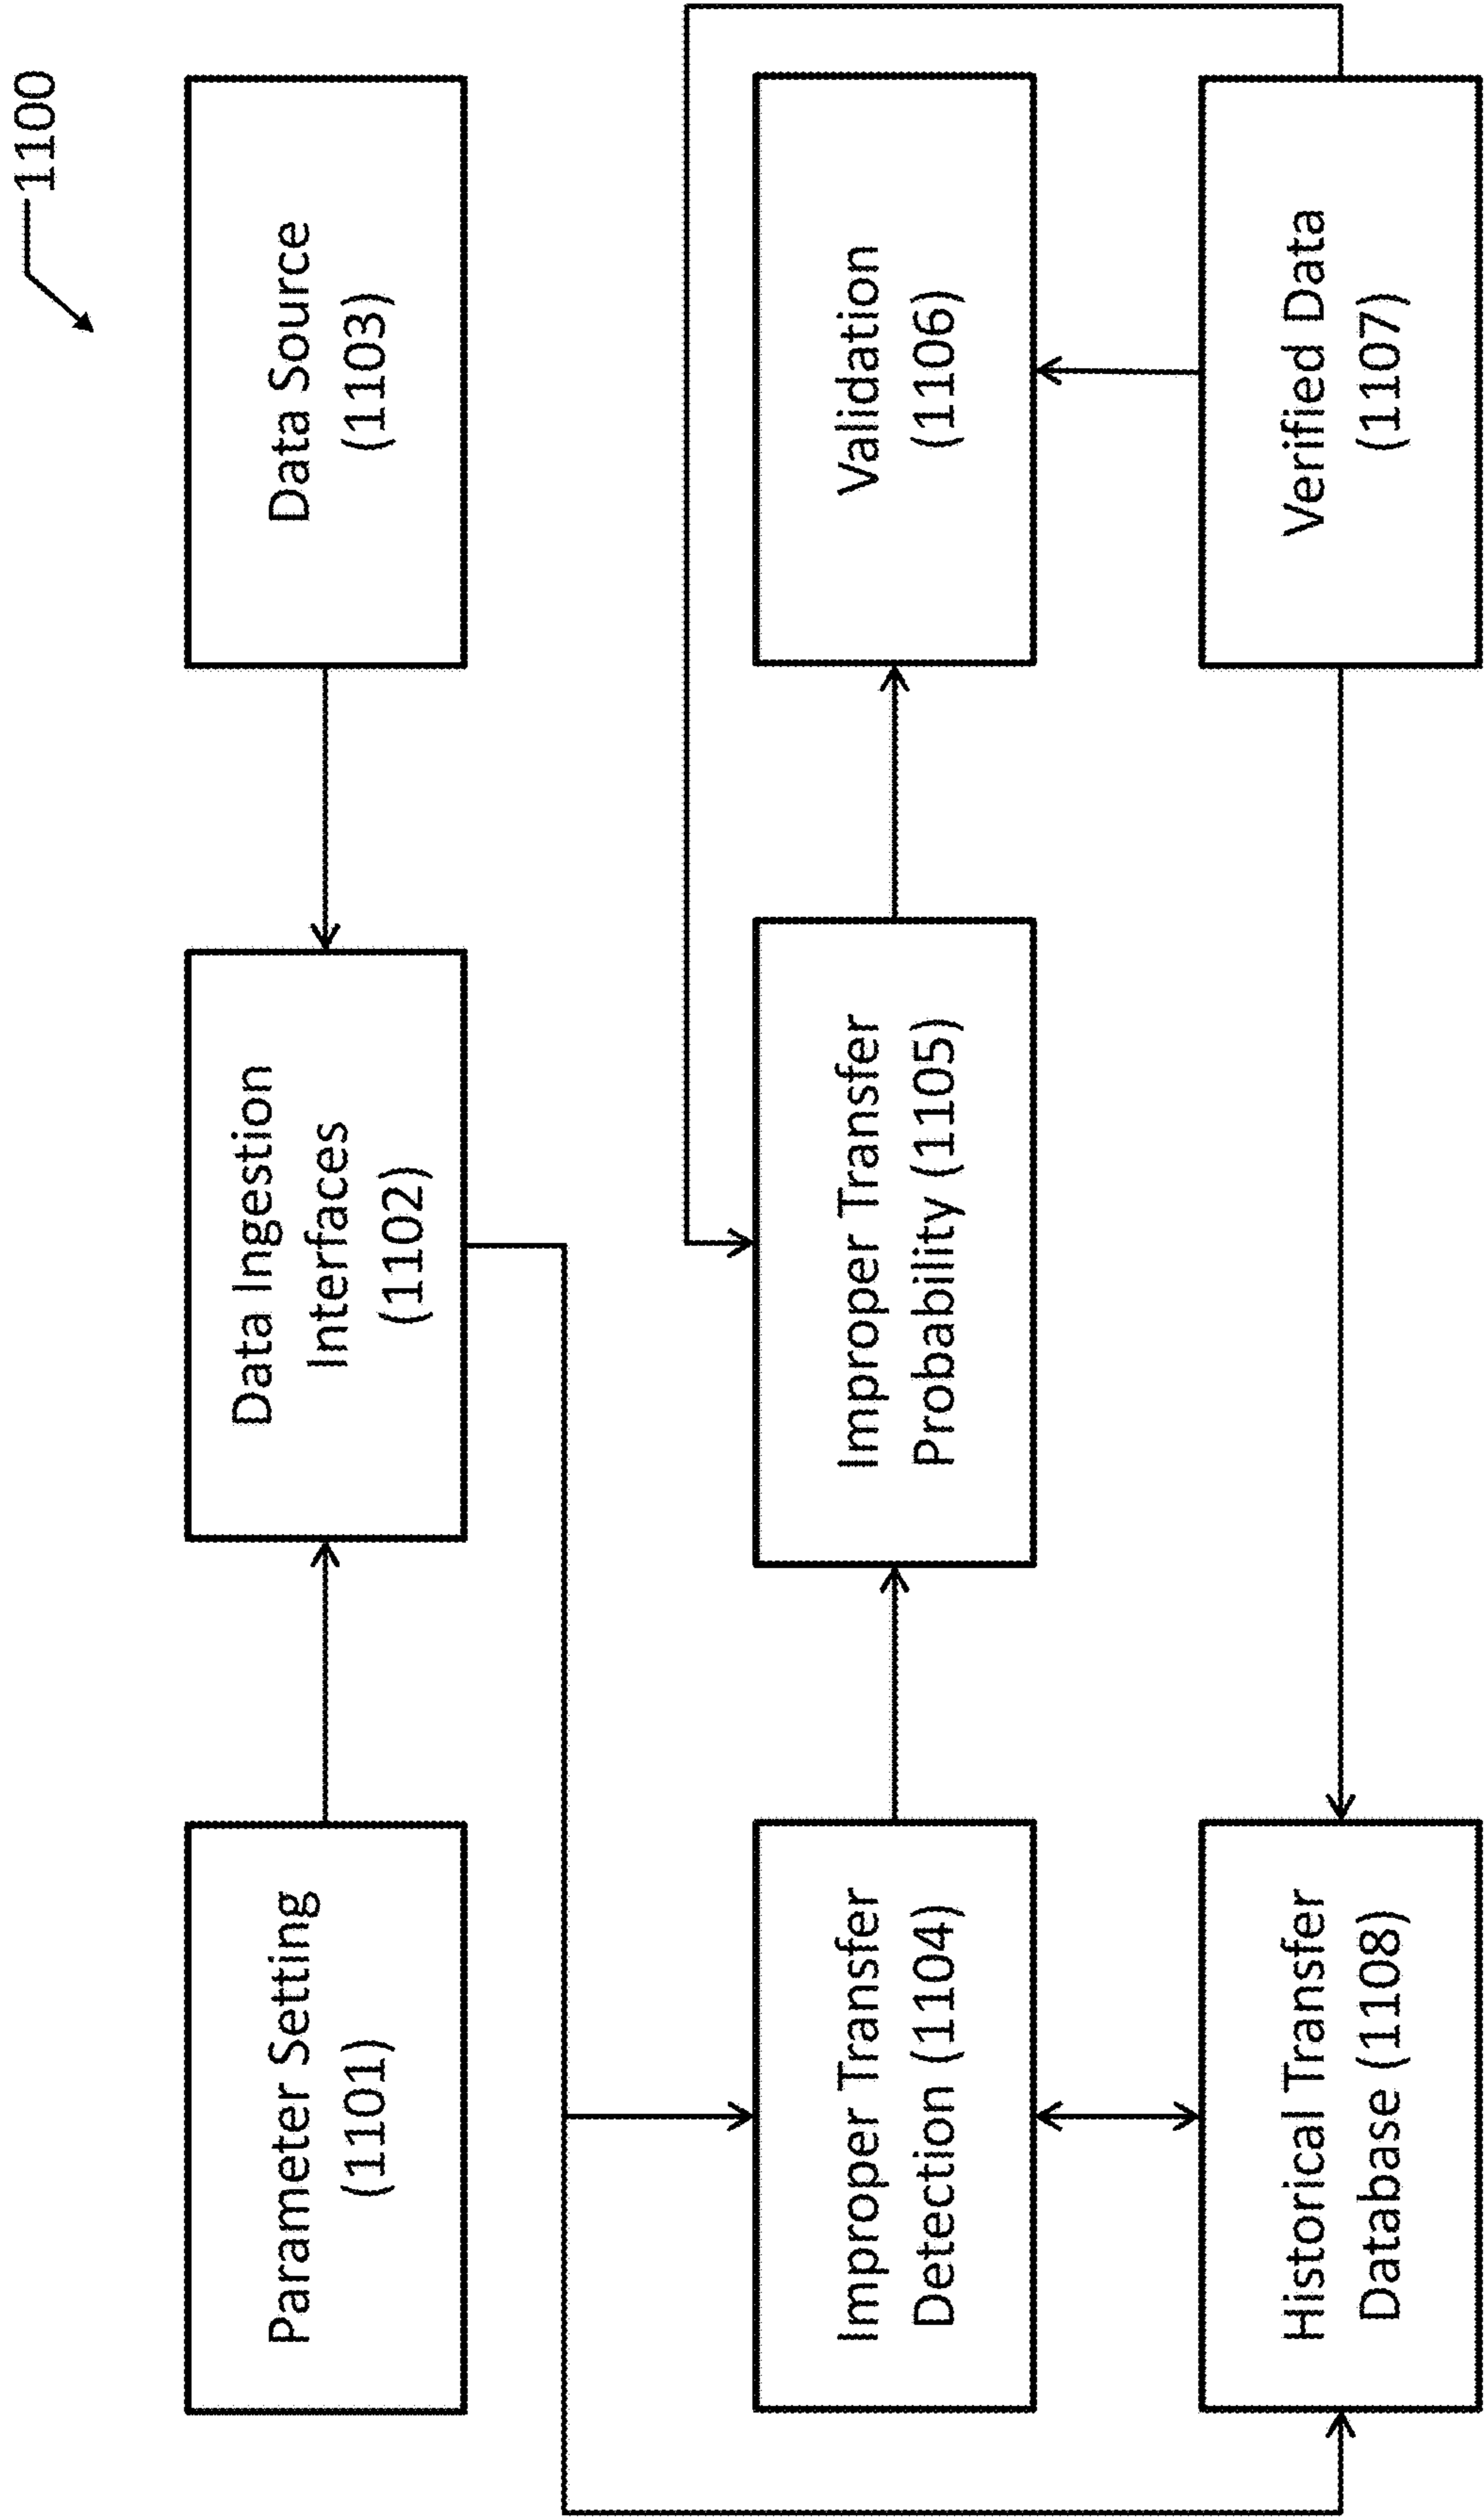 1100
Parameter Setting
(1101)
Data Ingestion
Interfaces
(1102)
Data Source
(1103)
Improper Transfer
Detection (1104)
Improper Transfer
Probability (1105)
Validation
(1106)
Historical Transfer
Database (1108)
Verified Data
(1107)